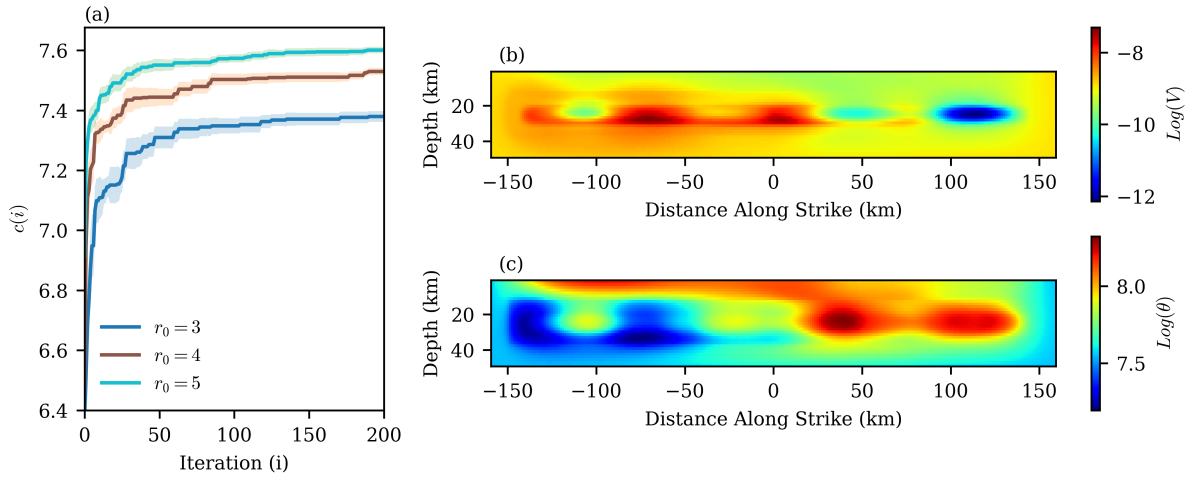 (a)
7.6
7.4
7.2
7.0
6.8
6.6
6.4
c(i)
r₀ = 3
r₀ = 4
r₀ = 5
0 50 100 150 200
Iteration (i)
(b)
Depth (km)
20
40
−150 −100 −50 0 50 100 150
Distance Along Strike (km)
−8
−10
−12
Log(V)
(c)
Depth (km)
20
40
−150 −100 −50 0 50 100 150
Distance Along Strike (km)
8.0
7.5
Log(θ)